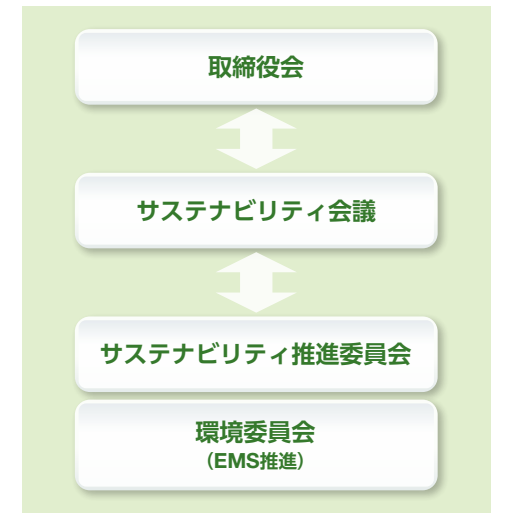 取締役会
サステナビリティ会議
サステナビリティ推進委員会
環境委員会
（EMS推進）